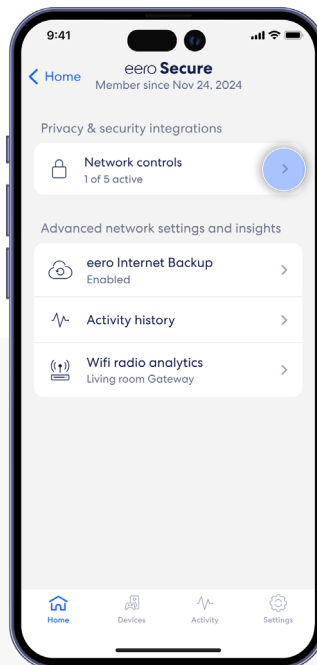 9:41
Home
eero Secure
Member since Nov 24, 2024
Privacy & security integrations
Network controls
1 of 5 active
Advanced network settings and insights
eero Internet Backup
Enabled
Activity history
Wifi radio analytics
Living room Gateway
Home
Devices
Activity
Settings